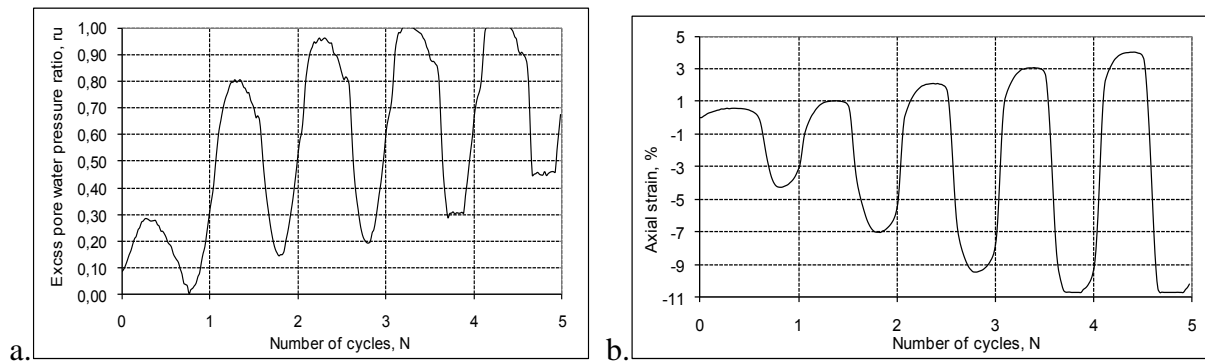 Excss pore water pressure ratio, ru
1,00
0,90
0,80
0,70
0,60
0,50
0,40
0,30
0,20
0,10
0,00
0 1 2 3 4 5
Number of cycles, N
a.
Axial strain, %
5
3
1
-1
-3
-5
-7
-9
-11
0 1 2 3 4 5
Number of cycles, N
b.